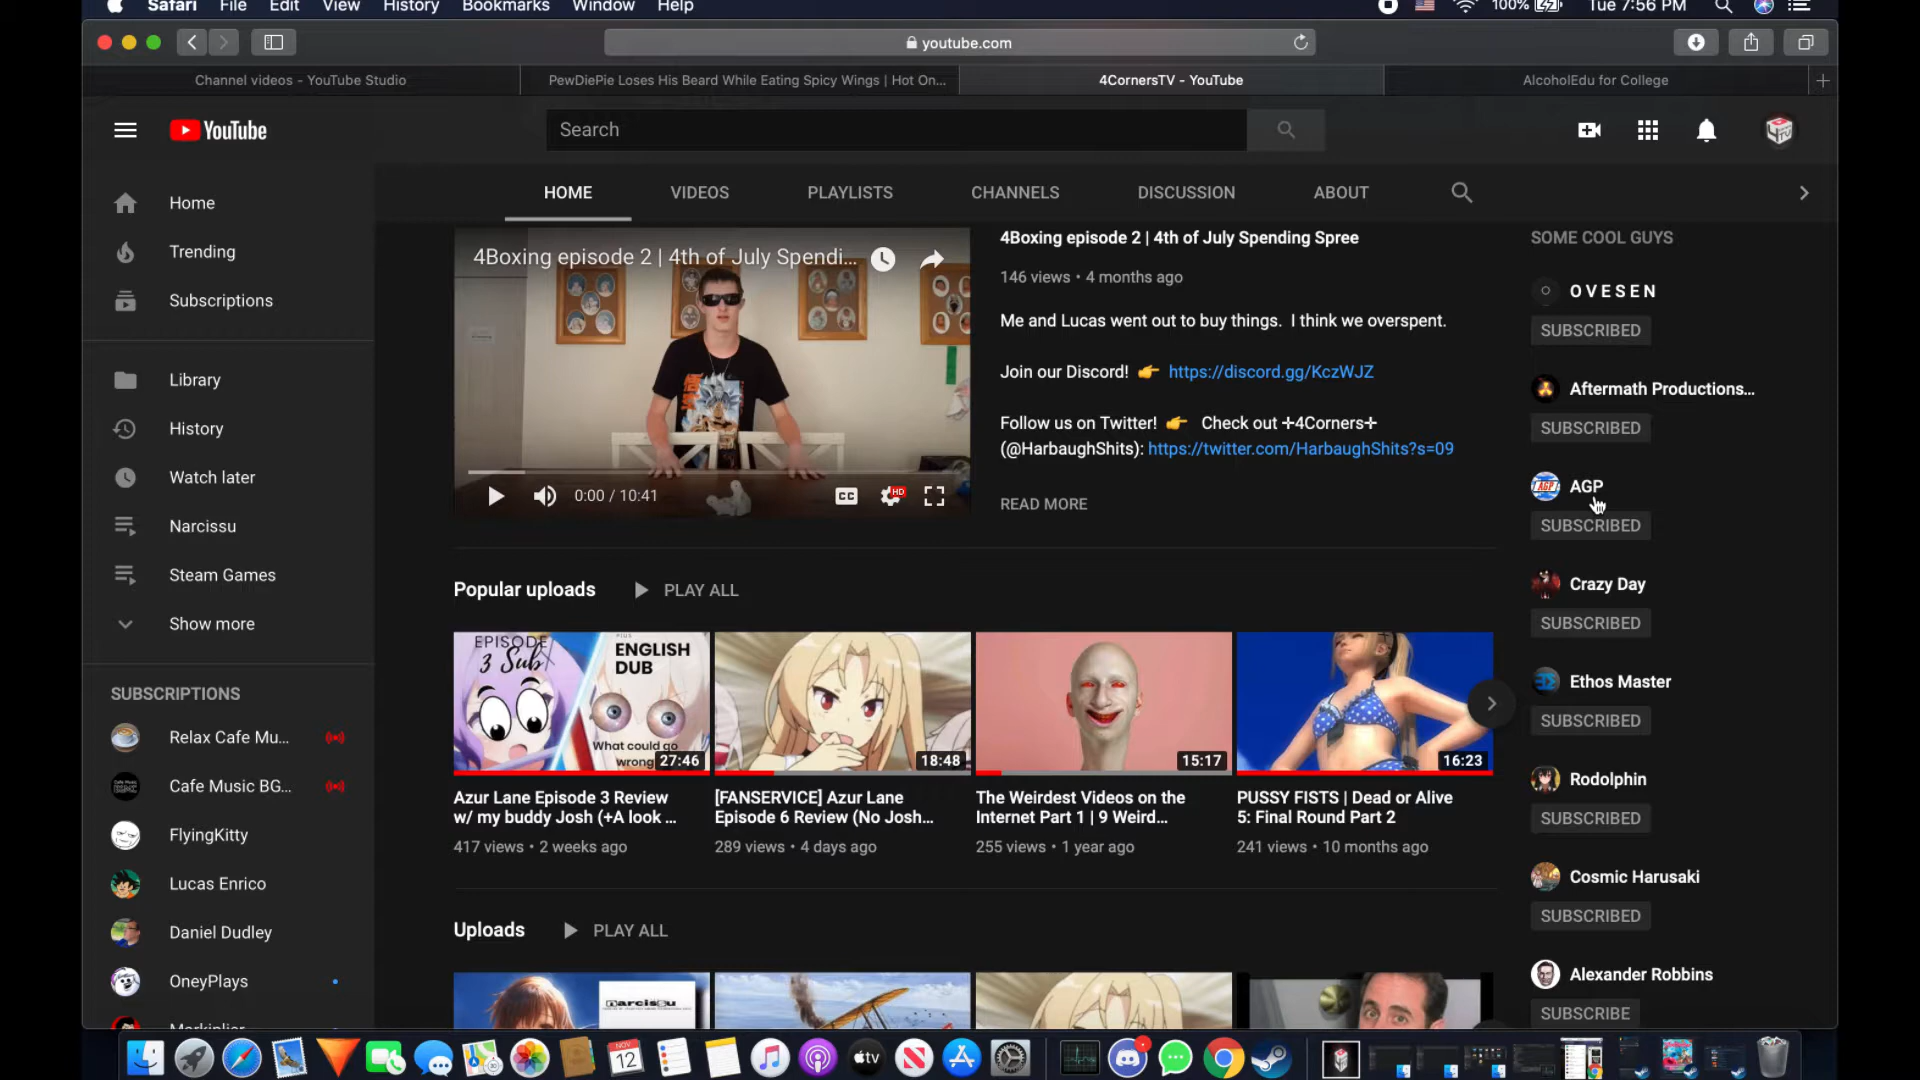 Safari File Edit View History Bookmarks Window Help 100% Tue 7:56 PM
youtube.com
Channel videos - YouTube Studio
PewDiePie Loses His Beard While Eating Spicy Wings | Hot On...
4CornersTV - YouTube
AlcoholEdu for College
YouTube
Search
HOME VIDEOS PLAYLISTS CHANNELS DISCUSSION ABOUT
Home
Trending
Subscriptions
Library
History
Watch later
Narcissu
Steam Games
Show more
SUBSCRIPTIONS
Relax Cafe Mu...
Cafe Music BG...
FlyingKitty
Lucas Enrico
Daniel Dudley
OneyPlays
Markiplier
4Boxing episode 2 | 4th of July Spendi...
0:00 / 10:41
CC
HD
4Boxing episode 2 | 4th of July Spending Spree
146 views • 4 months ago
Me and Lucas went out to buy things. I think we overspent.
Join our Discord! 👉 https://discord.gg/KczWJZ
Follow us on Twitter! 👉 Check out ✛4Corners✛
(@HarbaughShits): https://twitter.com/HarbaughShits?s=09
READ MORE
Popular uploads PLAY ALL
EPISODE
3 Sub
PLUS
ENGLISH
DUB
What could go
wrong
27:46
Azur Lane Episode 3 Review
w/ my buddy Josh (+A look ...
417 views • 2 weeks ago
18:48
[FANSERVICE] Azur Lane
Episode 6 Review (No Josh...
289 views • 4 days ago
15:17
The Weirdest Videos on the
Internet Part 1 | 9 Weird...
255 views • 1 year ago
16:23
PUSSY FISTS | Dead or Alive
5: Final Round Part 2
241 views • 10 months ago
Uploads PLAY ALL
narcissu
SOME COOL GUYS
O V E S E N
SUBSCRIBED
Aftermath Productions...
SUBSCRIBED
AGP
AGP
SUBSCRIBED
Crazy Day
SUBSCRIBED
Ethos Master
SUBSCRIBED
Rodolphin
SUBSCRIBED
Cosmic Harusaki
SUBSCRIBED
Alexander Robbins
SUBSCRIBE
NOV
12
tv